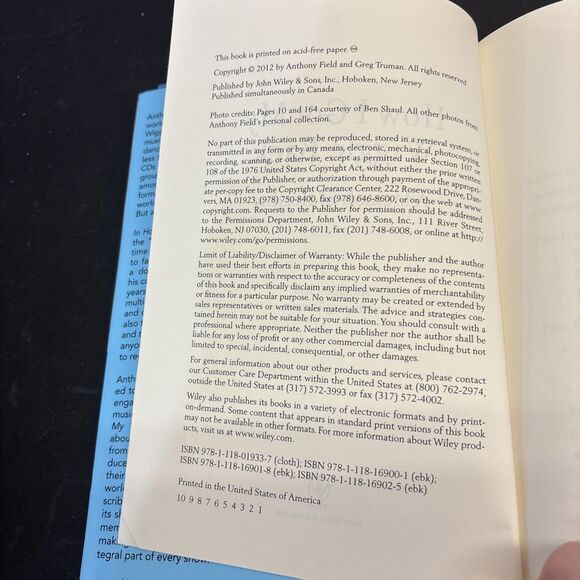 This book is printed on acid-free paper. ♾
Copyright © 2012 by Anthony Field and Greg Truman. All rights reserved
Published by John Wiley & Sons, Inc., Hoboken, New Jersey
Published simultaneously in Canada
Photo credits: Pages 10 and 164 courtesy of Ben Shaul. All other photos from
Anthony Field's personal collection.
No part of this publication may be reproduced, stored in a retrieval system, or
transmitted in any form or by any means, electronic, mechanical, photocopying,
recording, scanning, or otherwise, except as permitted under Section 107 or
108 of the 1976 United States Copyright Act, without either the prior written
permission of the Publisher, or authorization through payment of the appropri-
ate per-copy fee to the Copyright Clearance Center, 222 Rosewood Drive, Dan-
vers, MA 01923, (978) 750-8400, fax (978) 646-8600, or on the web at www.
copyright.com. Requests to the Publisher for permission should be addressed
to the Permissions Department, John Wiley & Sons, Inc., 111 River Street,
Hoboken, NJ 07030, (201) 748-6011, fax (201) 748-6008, or online at http://
www.wiley.com/go/permissions.
Limit of Liability/Disclaimer of Warranty: While the publisher and the author
have used their best efforts in preparing this book, they make no representa-
tions or warranties with respect to the accuracy or completeness of the contents
of this book and specifically disclaim any implied warranties of merchantability
or fitness for a particular purpose. No warranty may be created or extended by
sales representatives or written sales materials. The advice and strategies con-
tained herein may not be suitable for your situation. You should consult with a
professional where appropriate. Neither the publisher nor the author shall be
liable for any loss of profit or any other commercial damages, including but not
limited to special, incidental, consequential, or other damages.
For general information about our other products and services, please contact
our Customer Care Department within the United States at (800) 762-2974,
outside the United States at (317) 572-3993 or fax (317) 572-4002.
Wiley also publishes its books in a variety of electronic formats and by print-
on-demand. Some content that appears in standard print versions of this book
may not be available in other formats. For more information about Wiley prod-
ucts, visit us at www.wiley.com.
ISBN 978-1-118-01933-7 (cloth); ISBN 978-1-118-16900-1 (ebk);
ISBN 978-1-118-16901-8 (ebk); ISBN 978-1-118-16902-5 (ebk)
Printed in the United States of America
10 9 8 7 6 5 4 3 2 1
tegral part of every show.